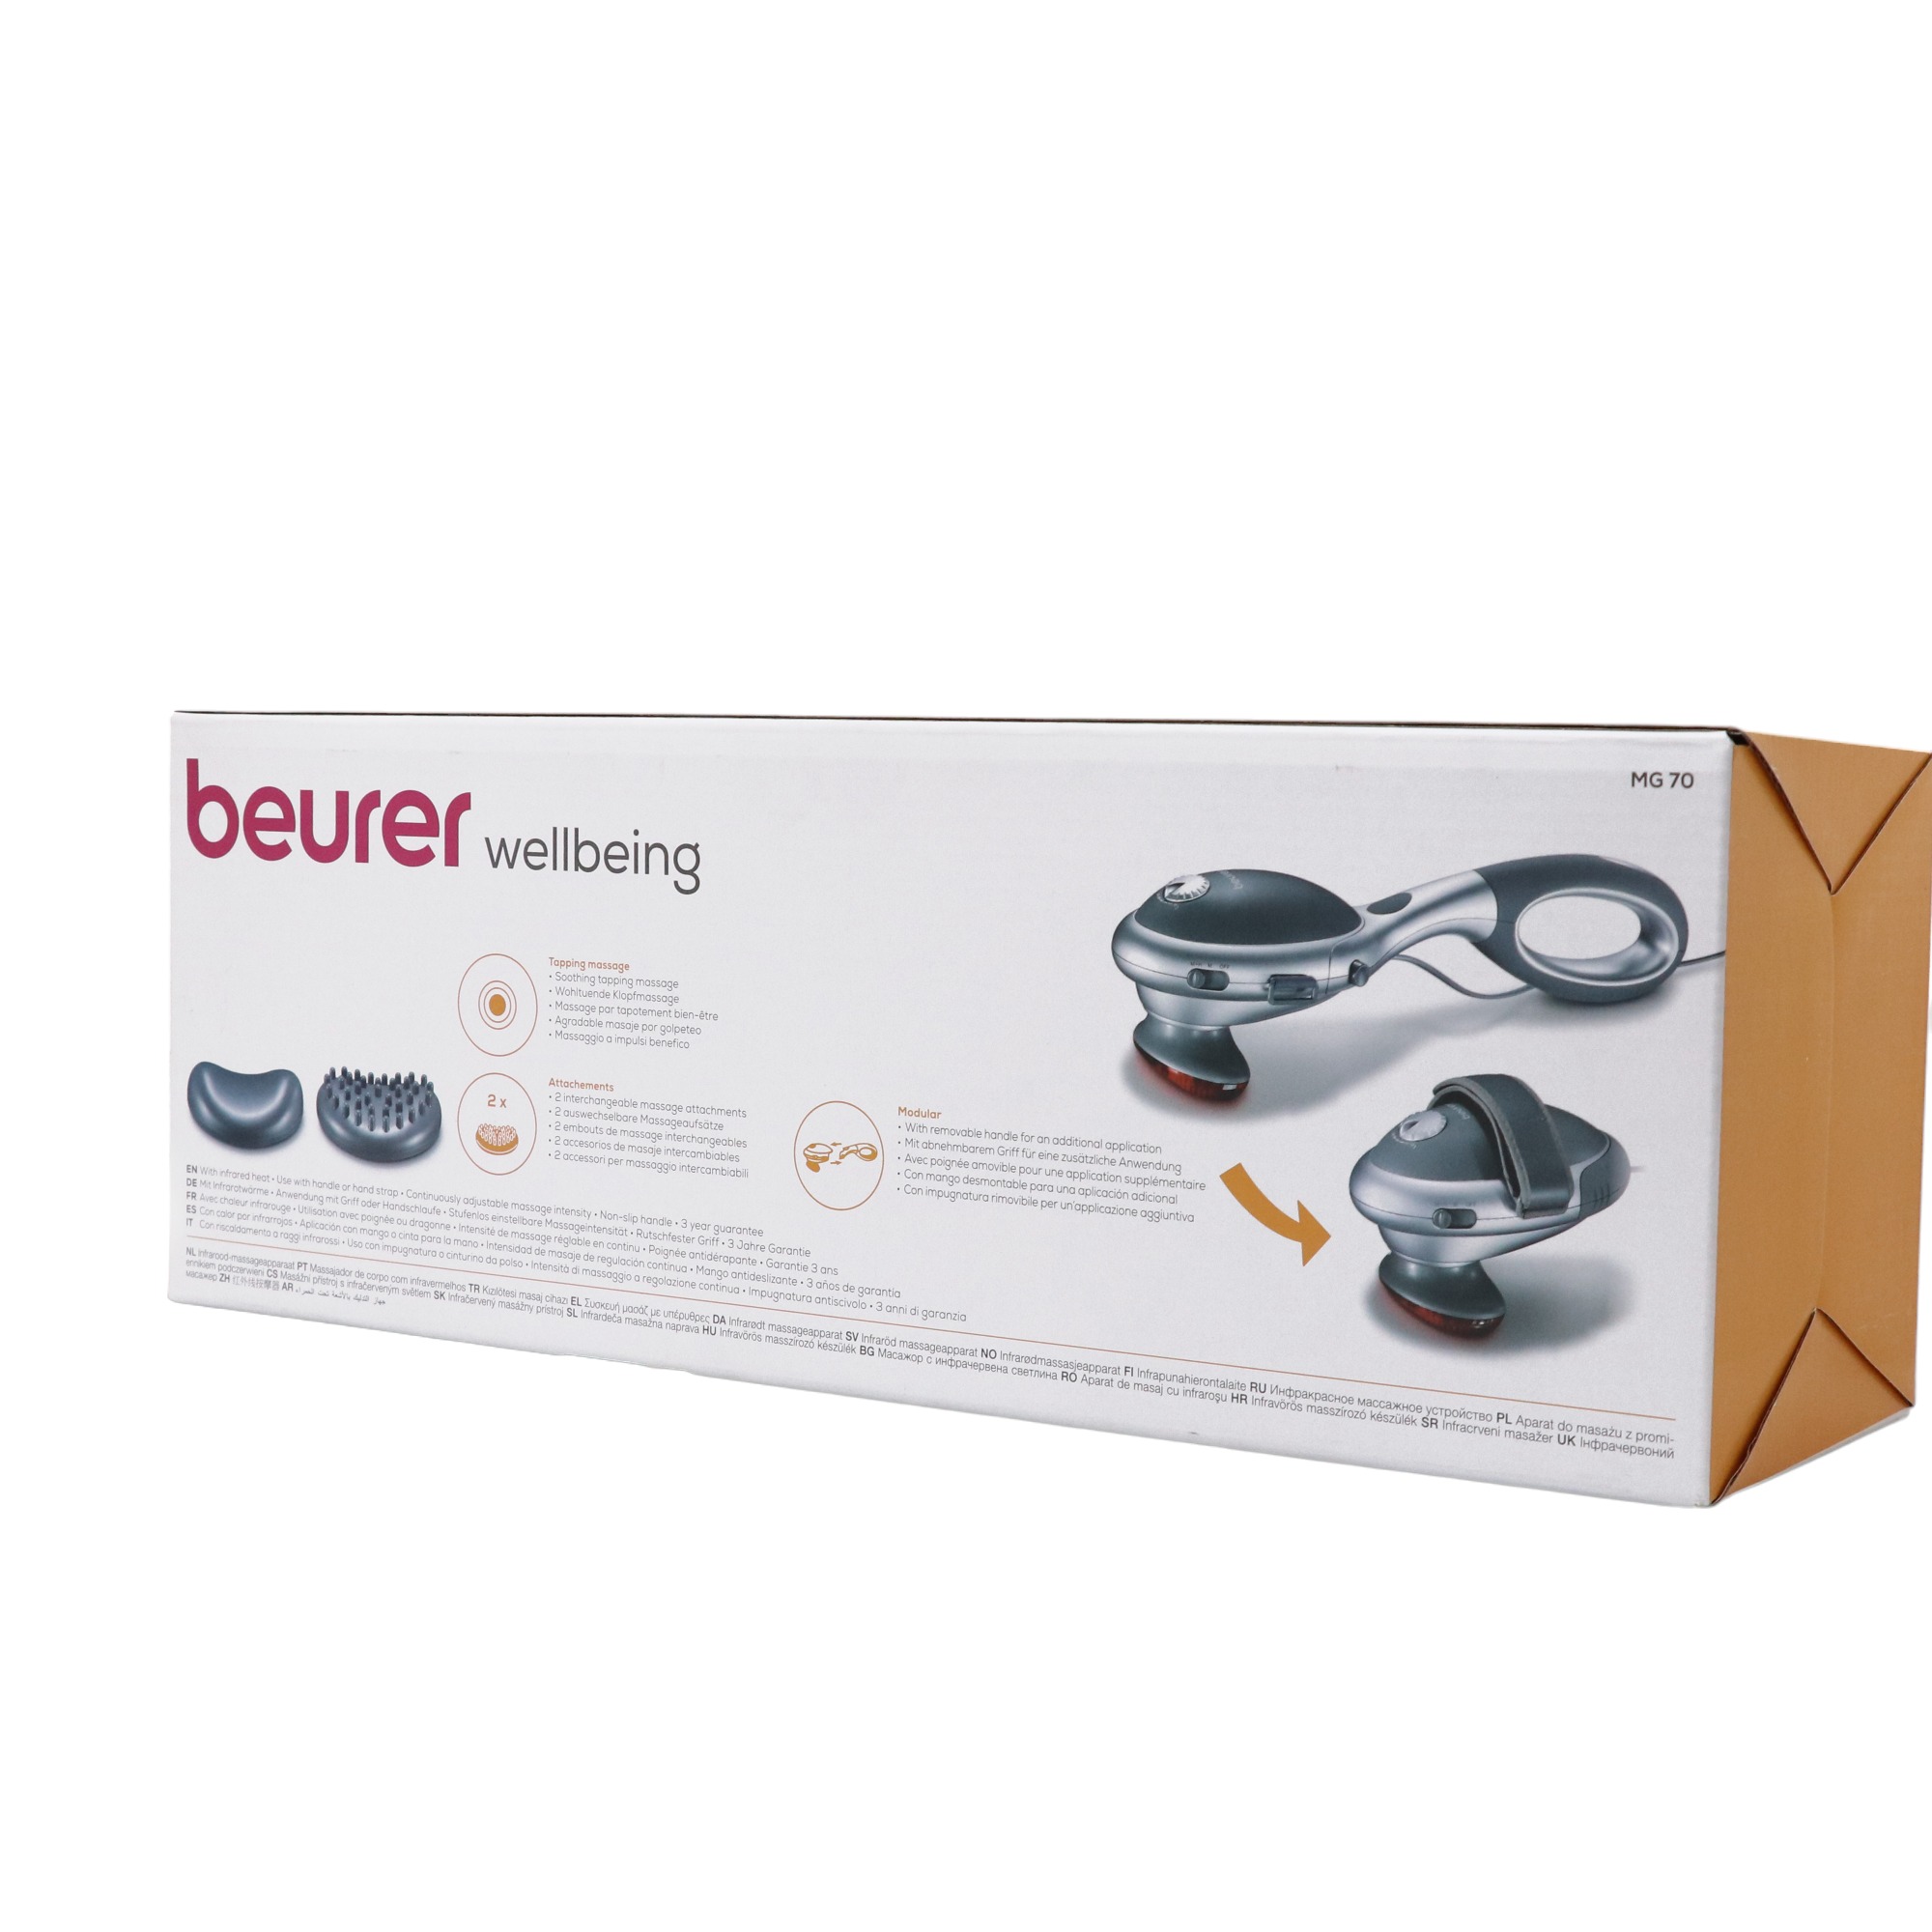 beurer wellbeing
MG 70
Tapping massage
• Soothing tapping massage
• Wohltuende Klopfmassage
• Massage par tapotement bien-être
• Agradable masaje por golpeteo
• Massaggio a impulsi benefico
2 x
Attachements
• 2 interchangeable massage attachments
• 2 auswechselbare Massageaufsätze
• 2 embouts de massage interchangeables
• 2 accesorios de masaje intercambiables
• 2 accessori per massaggio intercambiabili
Modular
• With removable handle for an additional application
• Mit abnehmbarem Griff für eine zusätzliche Anwendung
• Avec poignée amovible pour une application supplémentaire
• Con mango desmontable para una aplicación adicional
• Con impugnatura rimovibile per un'applicazione aggiuntiva
EN With infrared heat • Use with handle or hand strap • Continuously adjustable massage intensity • Non-slip handle • 3 year guarantee
DE Mit Infrarotwärme • Anwendung mit Griff oder Handschlaufe • Stufenlos einstellbare Massageintensität • Rutschfester Griff • 3 Jahre Garantie
FR Avec chaleur infrarouge • Utilisation avec poignée ou dragonne • Intensité de massage réglable en continu • Poignée antidérapante • Garantie 3 ans
ES Con calor por infrarrojos • Aplicación con mango o cinta para la mano • Intensidad de masaje de regulación continua • Mango antideslizante • 3 años de garantía
IT Con riscaldamento a raggi infrarossi • Uso con impugnatura o cinturino da polso • Intensità di massaggio a regolazione continua • Impugnatura antiscivolo • 3 anni di garanzia
NL Infrarood-massageapparaat PT Massajador de corpo com infravermelhos TR Kızılötesi masaj cihazı EL Συσκευή μασάζ με υπέρυθρες DA Infrarødt massageapparat SV Infraröd massageapparat NO Infrarødmassasjeapparat FI Infrapunahierontalaite RU Инфракрасное массажное устройство PL Aparat do masażu z promi-
ennikiem podczerwieni CS Masážní přístroj s infračerveným světlem SK Infračervený masážny prístroj SL Infrardeča masažna naprava HU Infravörös masszírozó készülék BG Масажор с инфрачервена светлина RO Aparat de masaj cu infraroşu HR Infravörös masszírozó készülék SR Infracrveni masažer UK Інфрачервоний
масажер ZH 红外线按摩器 AR جهاز التدليك بالأشعة تحت الحمراء